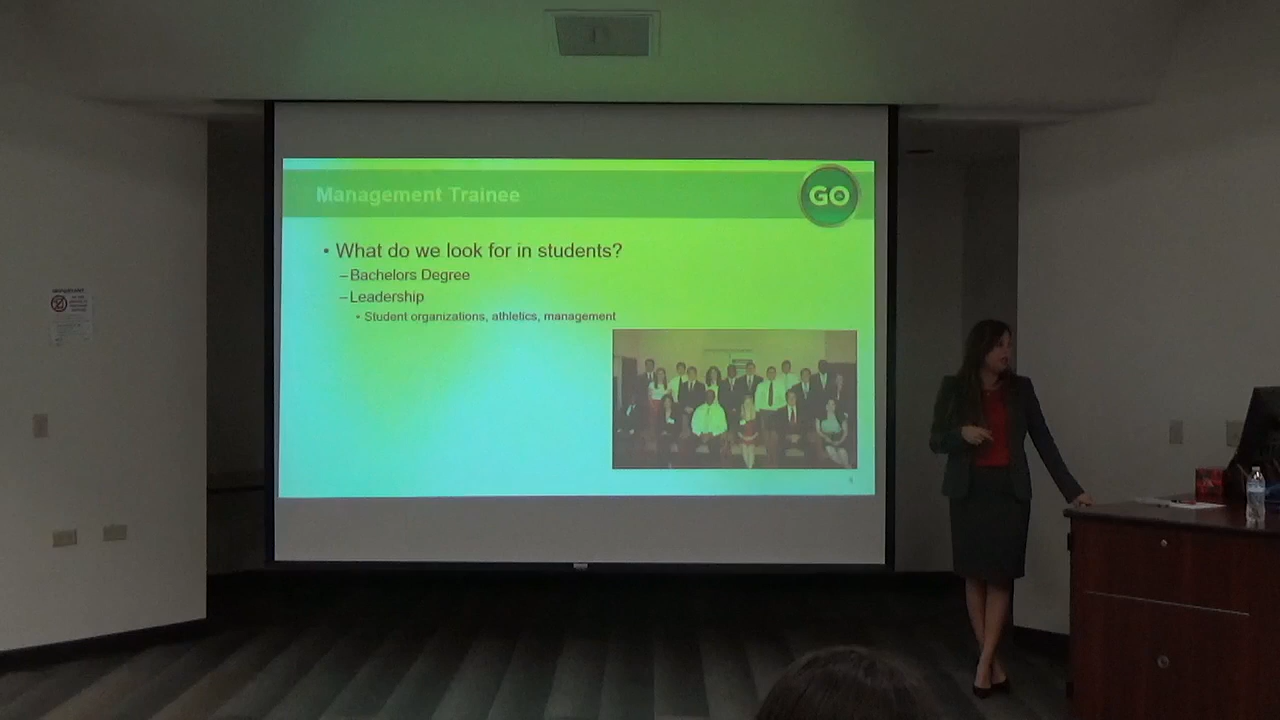 Management Trainee
GO
• What do we look for in students?
–Bachelors Degree
–Leadership
• Student organizations, athletics, management